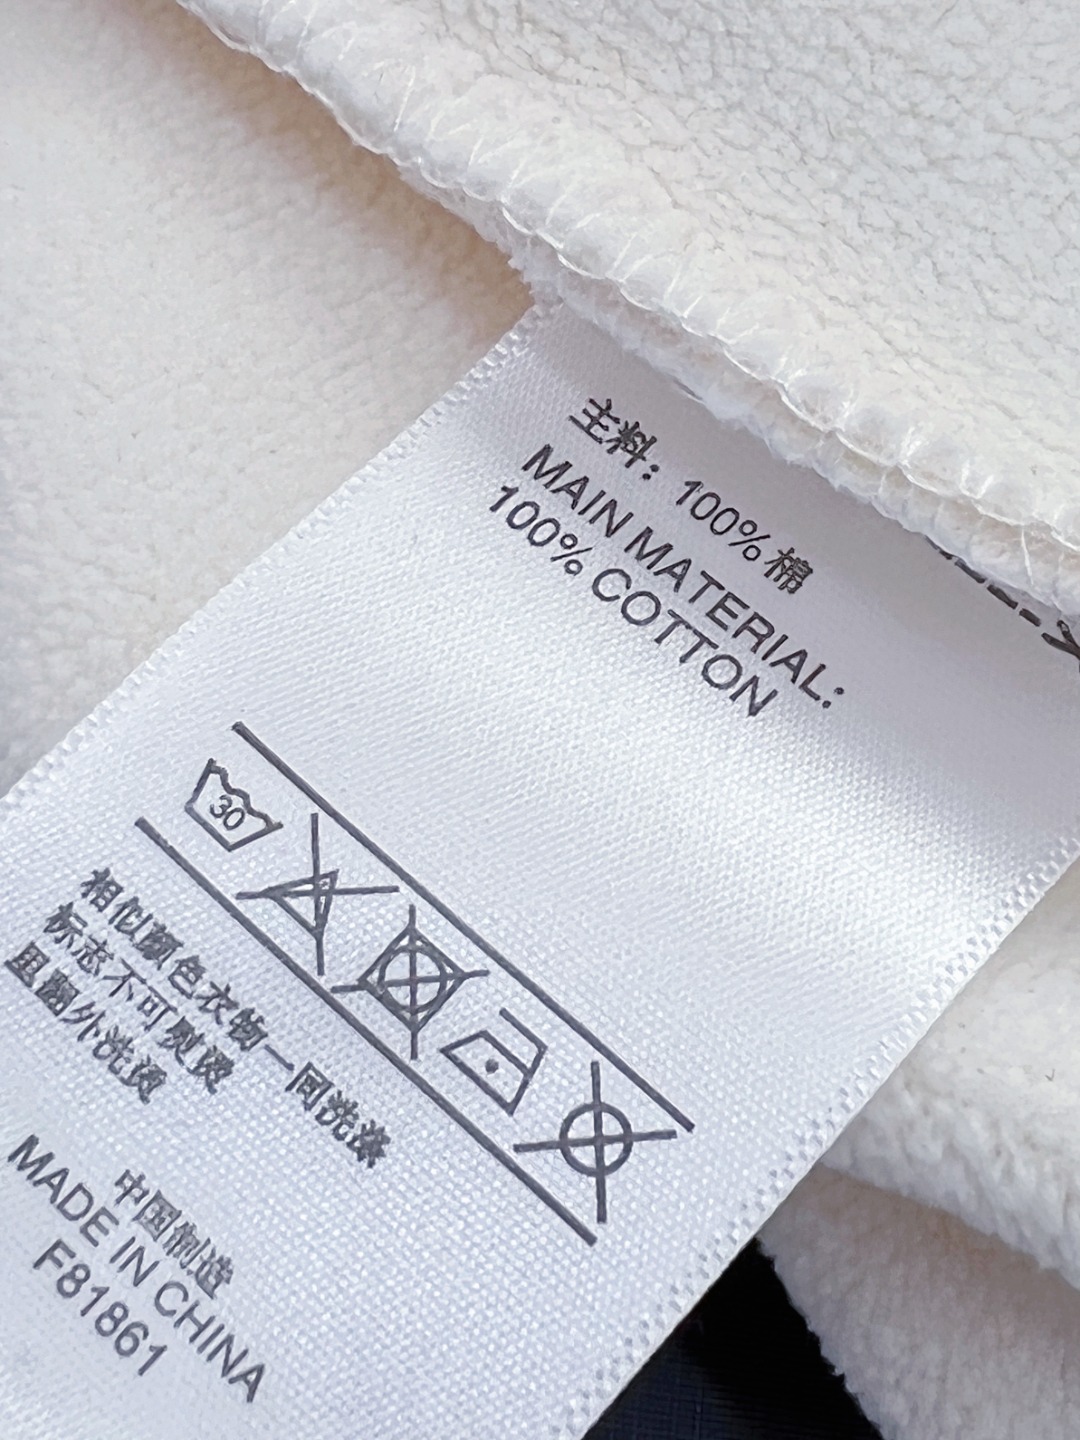 主料：100%棉
MAIN MATERIAL:
100% COTTON
30
相似颜色衣物一同洗涤
标志不可熨烫
里翻外洗烫
中国制造
MADE IN CHINA
F81861